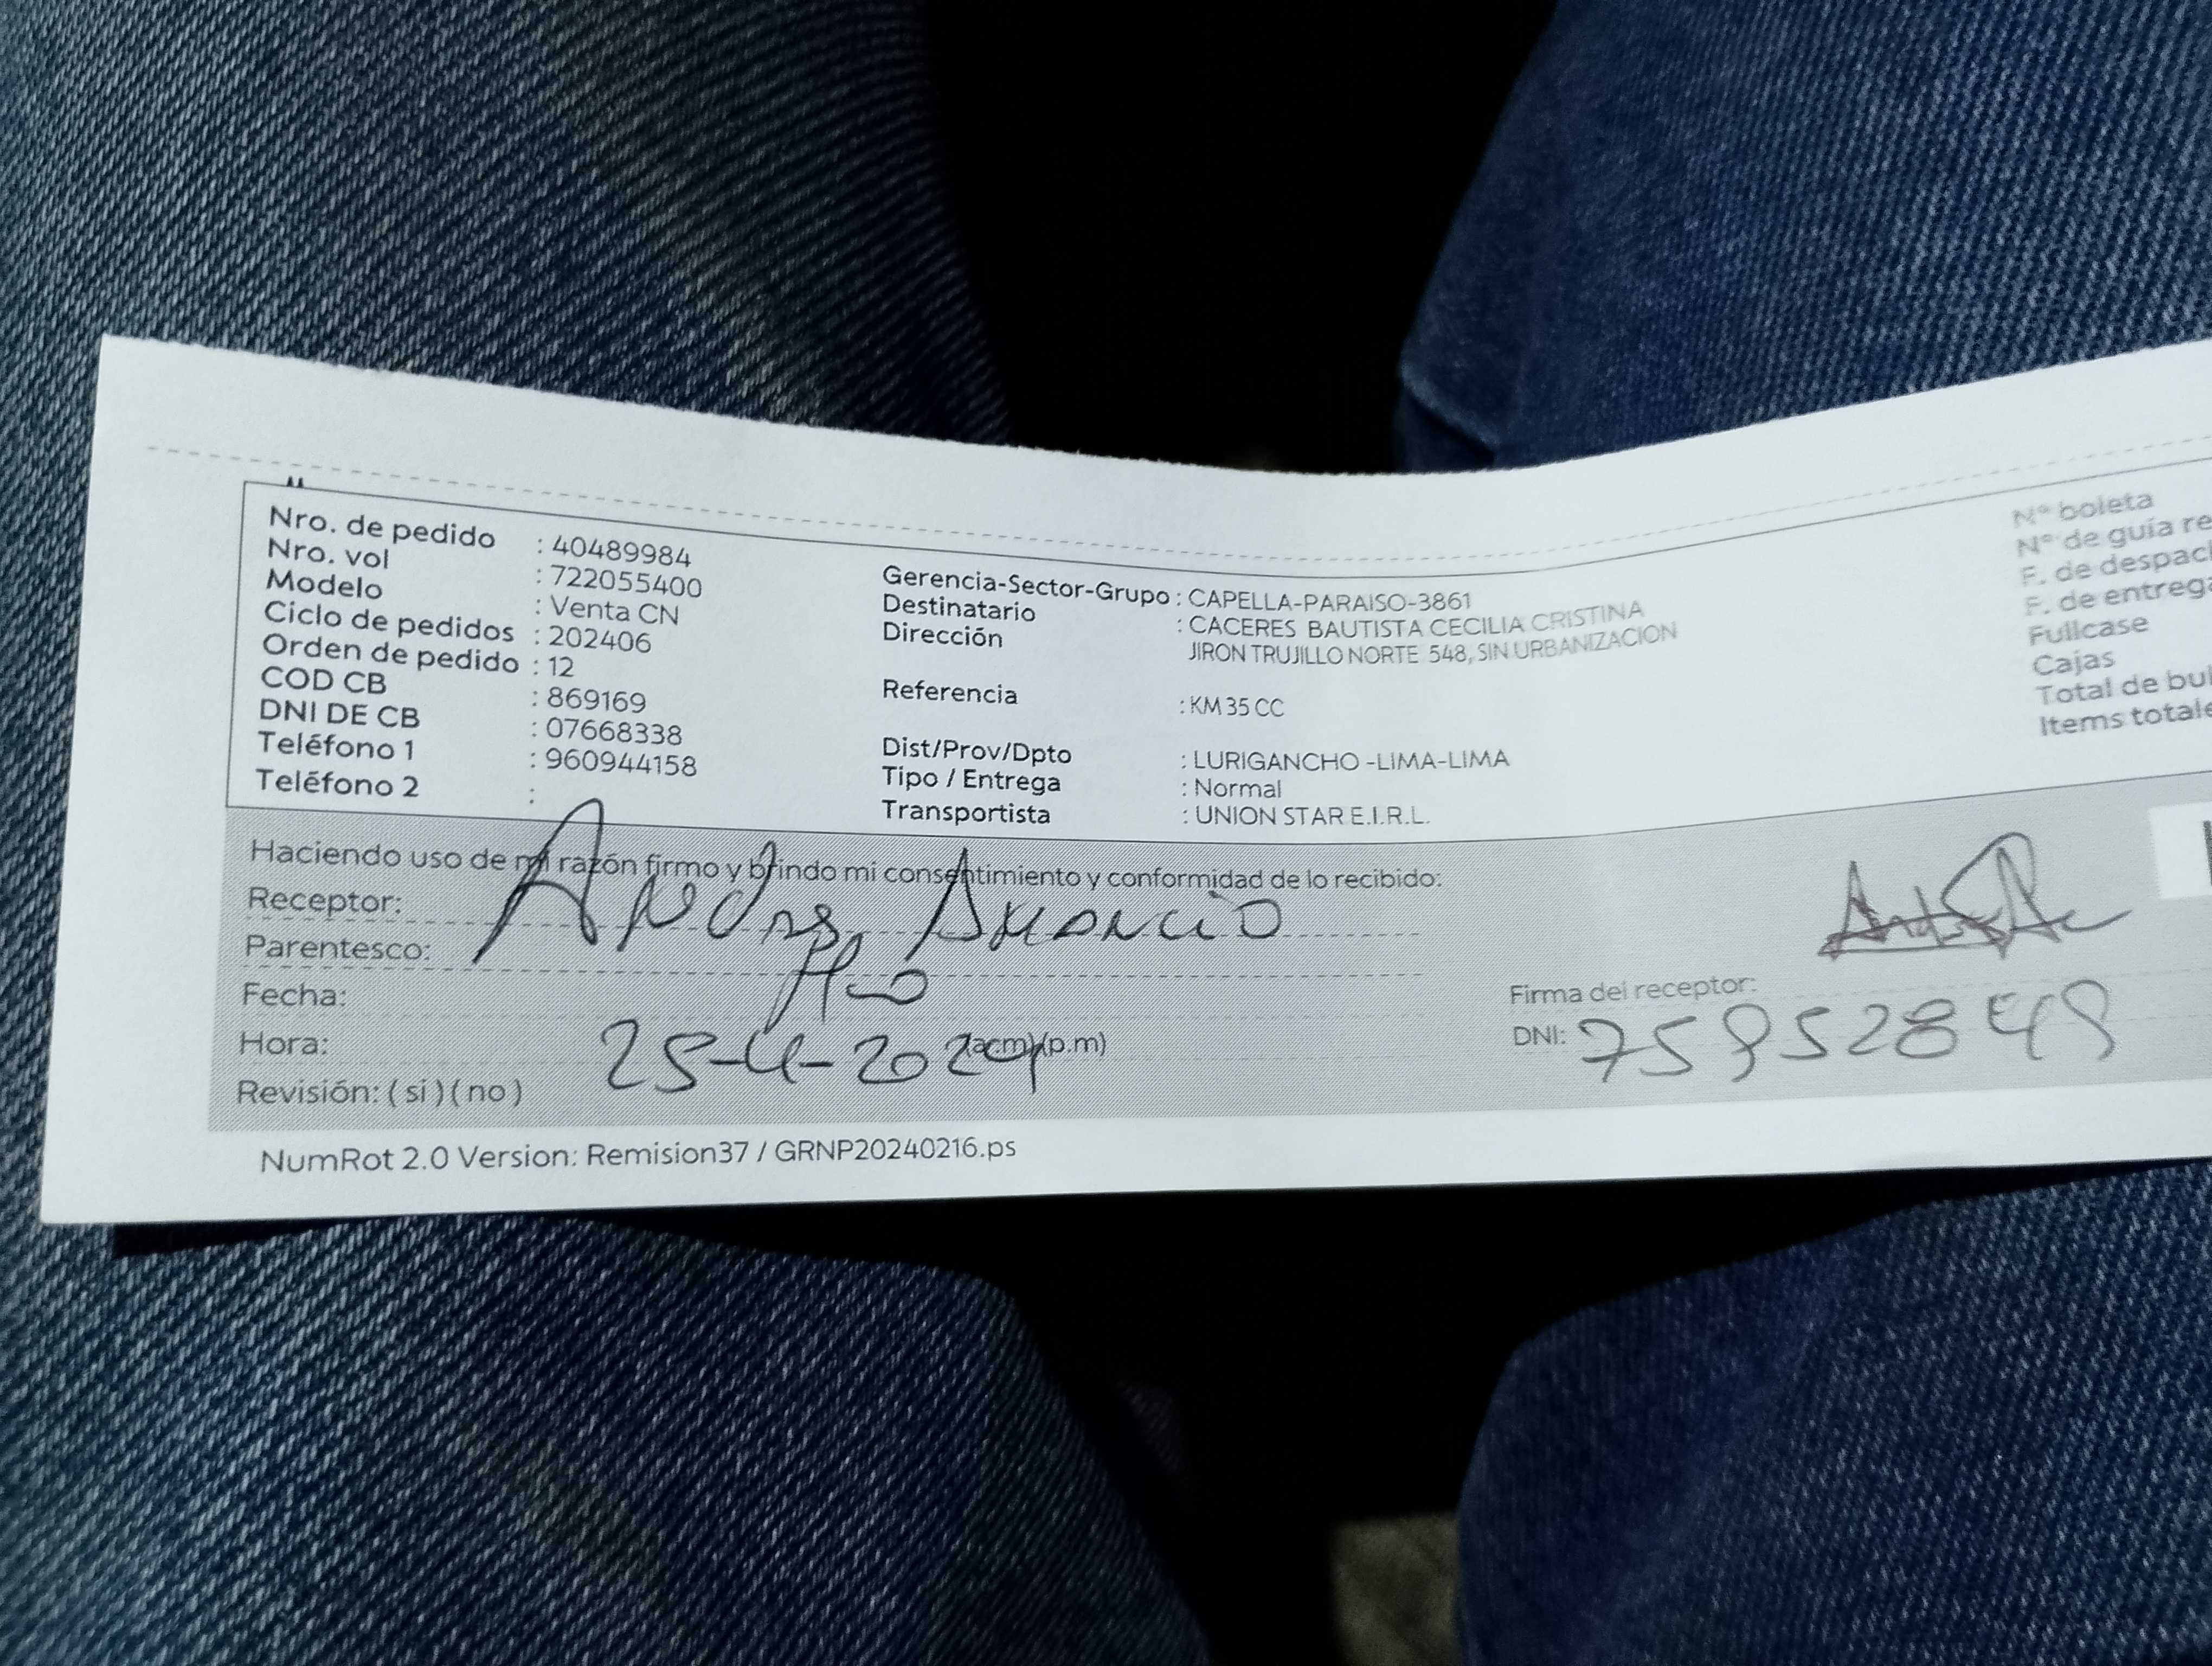 Nro. de pedido : 40489984
Nro. vol : 722055400
Modelo : Venta CN
Ciclo de pedidos : 202406
Orden de pedido : 12
COD CB : 869169
DNI DE CB : 07668338
Teléfono 1 : 960944158
Teléfono 2 :
Gerencia-Sector-Grupo : CAPELLA-PARAISO-3861
Destinatario : CACERES BAUTISTA CECILIA CRISTINA
Dirección JIRON TRUJILLO NORTE 548, SIN URBANIZACION
Referencia : KM 35 CC
Dist/Prov/Dpto : LURIGANCHO -LIMA-LIMA
Tipo / Entrega : Normal
Transportista : UNION STAR E.I.R.L.
N° boleta
N° de guía re
F. de despach
F. de entrega
Fullcase
Cajas
Total de bul
Items totale
Haciendo uso de mi razón firmo y brindo mi consentimiento y conformidad de lo recibido:
Receptor:
Parentesco:
Fecha:
Hora: 25-4-2024 (a.m)(p.m)
Revisión: (si)(no)
Firma del receptor:
DNI: 75952849
NumRot 2.0 Version: Remision37 / GRNP20240216.ps